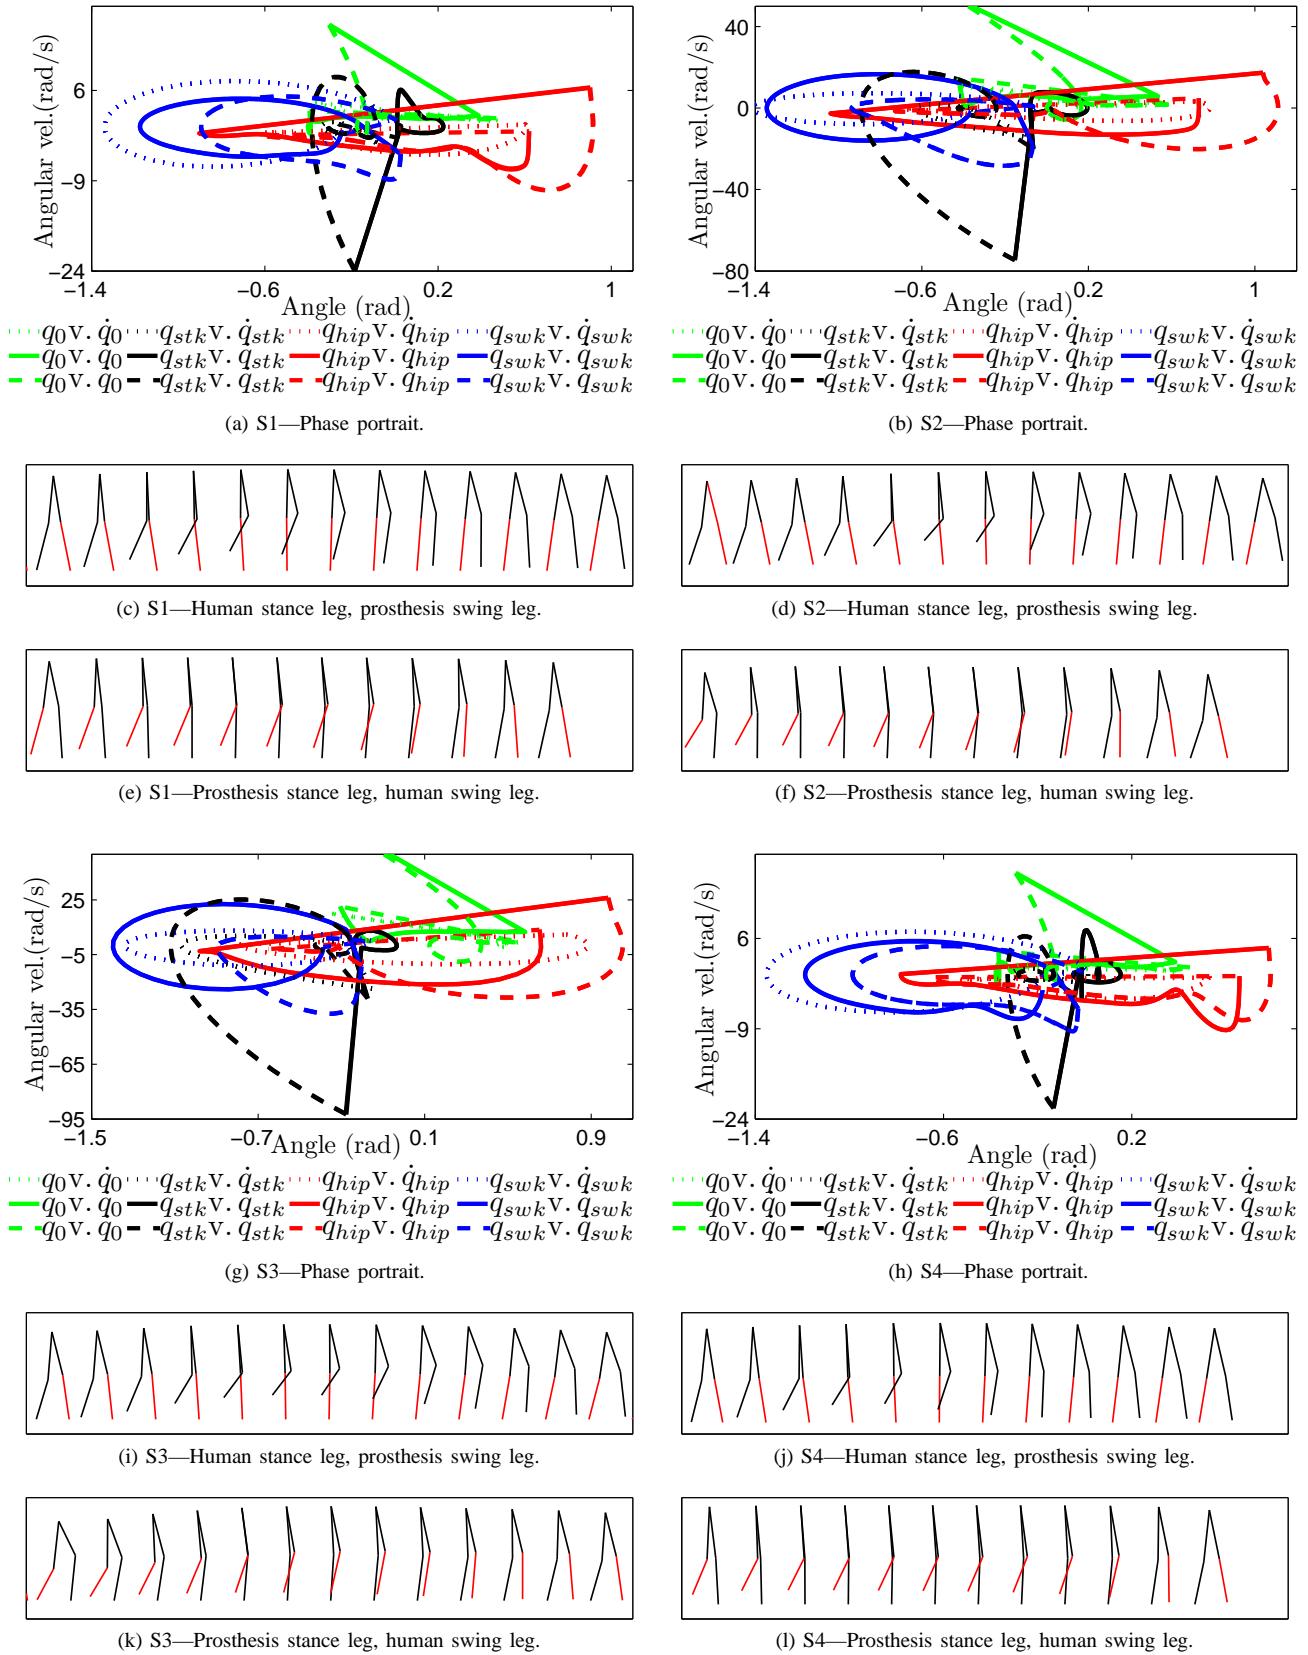 6
-9
-24
-1.4 -0.6 0.2 1
Angular vel.(rad/s)
Angle (rad)
q0 v. q̇0 qstk v. q̇stk qhip v. q̇hip qswk v. q̇swk
q0 v. q̇0 qstk v. q̇stk qhip v. q̇hip qswk v. q̇swk
q0 v. q̇0 qstk v. q̇stk qhip v. q̇hip qswk v. q̇swk
(a) S1—Phase portrait.
40
0
−40
−80
−1.4 −0.6 0.2 1
Angular vel.(rad/s)
Angle (rad)
q0 v. q̇0 qstk v. q̇stk qhip v. q̇hip qswk v. q̇swk
q0 v. q̇0 qstk v. q̇stk qhip v. q̇hip qswk v. q̇swk
q0 v. q̇0 qstk v. q̇stk qhip v. q̇hip qswk v. q̇swk
(b) S2—Phase portrait.
(c) S1—Human stance leg, prosthesis swing leg.
(d) S2—Human stance leg, prosthesis swing leg.
(e) S1—Prosthesis stance leg, human swing leg.
(f) S2—Prosthesis stance leg, human swing leg.
25
−5
−35
−65
−95
−1.5 −0.7 0.1 0.9
Angular vel.(rad/s)
Angle (rad)
q0 v. q̇0 qstk v. q̇stk qhip v. q̇hip qswk v. q̇swk
q0 v. q̇0 qstk v. q̇stk qhip v. q̇hip qswk v. q̇swk
q0 v. q̇0 qstk v. q̇stk qhip v. q̇hip qswk v. q̇swk
(g) S3—Phase portrait.
6
−9
−24
−1.4 −0.6 0.2
Angular vel.(rad/s)
Angle (rad)
q0 v. q̇0 qstk v. q̇stk qhip v. q̇hip qswk v. q̇swk
q0 v. q̇0 qstk v. q̇stk qhip v. q̇hip qswk v. q̇swk
q0 v. q̇0 qstk v. q̇stk qhip v. q̇hip qswk v. q̇swk
(h) S4—Phase portrait.
(i) S3—Human stance leg, prosthesis swing leg.
(j) S4—Human stance leg, prosthesis swing leg.
(k) S3—Prosthesis stance leg, human swing leg.
(l) S4—Prosthesis stance leg, human swing leg.